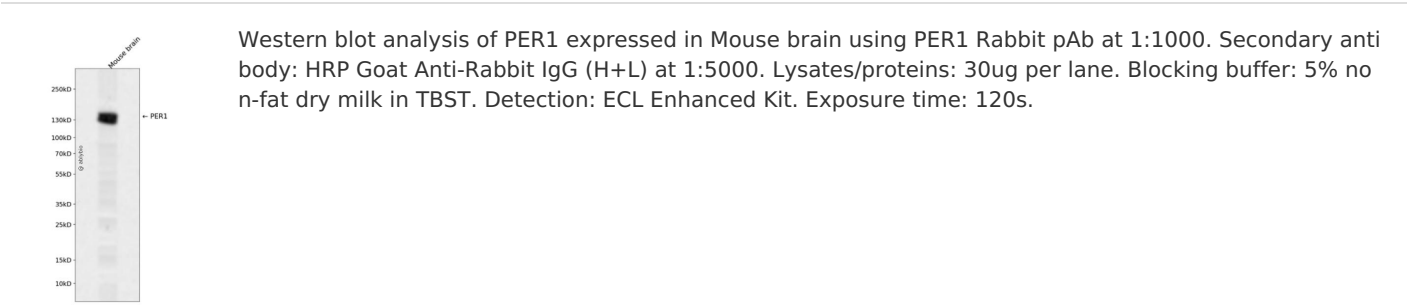 Mouse brain
250kD
130kD
100kD
70kD
55kD
35kD
25kD
15kD
10kD
← PER1
@ abybio
Western blot analysis of PER1 expressed in Mouse brain using PER1 Rabbit pAb at 1:1000. Secondary anti
body: HRP Goat Anti-Rabbit IgG (H+L) at 1:5000. Lysates/proteins: 30ug per lane. Blocking buffer: 5% no
n-fat dry milk in TBST. Detection: ECL Enhanced Kit. Exposure time: 120s.